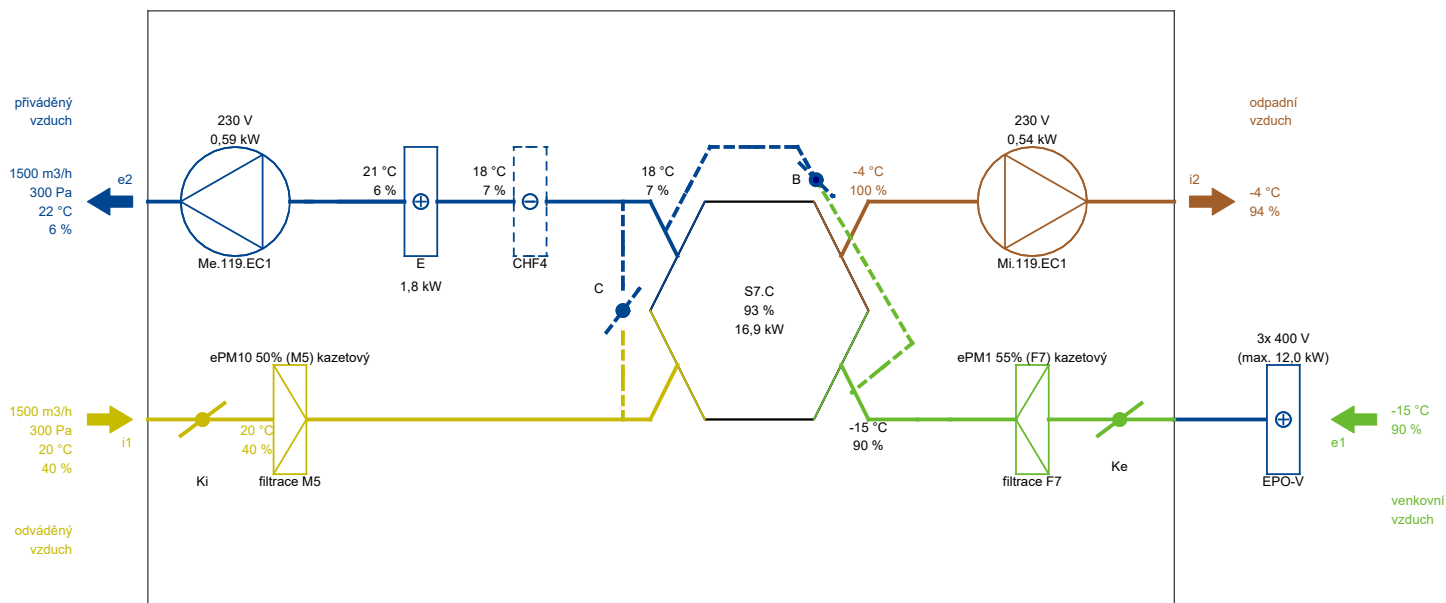 přiváděný
vzduch
1500 m3/h
300 Pa
22 °C
6 %
e2
230 V
0,59 kW
Me.119.EC1
21 °C
6 %
E
1,8 kW
18 °C
7 %
CHF4
18 °C
7 %
B
C
S7.C
93 %
16,9 kW
-4 °C
100 %
230 V
0,54 kW
Mi.119.EC1
odpadní
vzduch
i2
-4 °C
94 %
1500 m3/h
300 Pa
20 °C
40 %
i1
Ki
ePM10 50% (M5) kazetový
20 °C
40 %
filtrace M5
-15 °C
90 %
ePM1 55% (F7) kazetový
filtrace F7
Ke
3x 400 V
(max. 12,0 kW)
EPO-V
e1
-15 °C
90 %
odváděný
vzduch
venkovní
vzduch